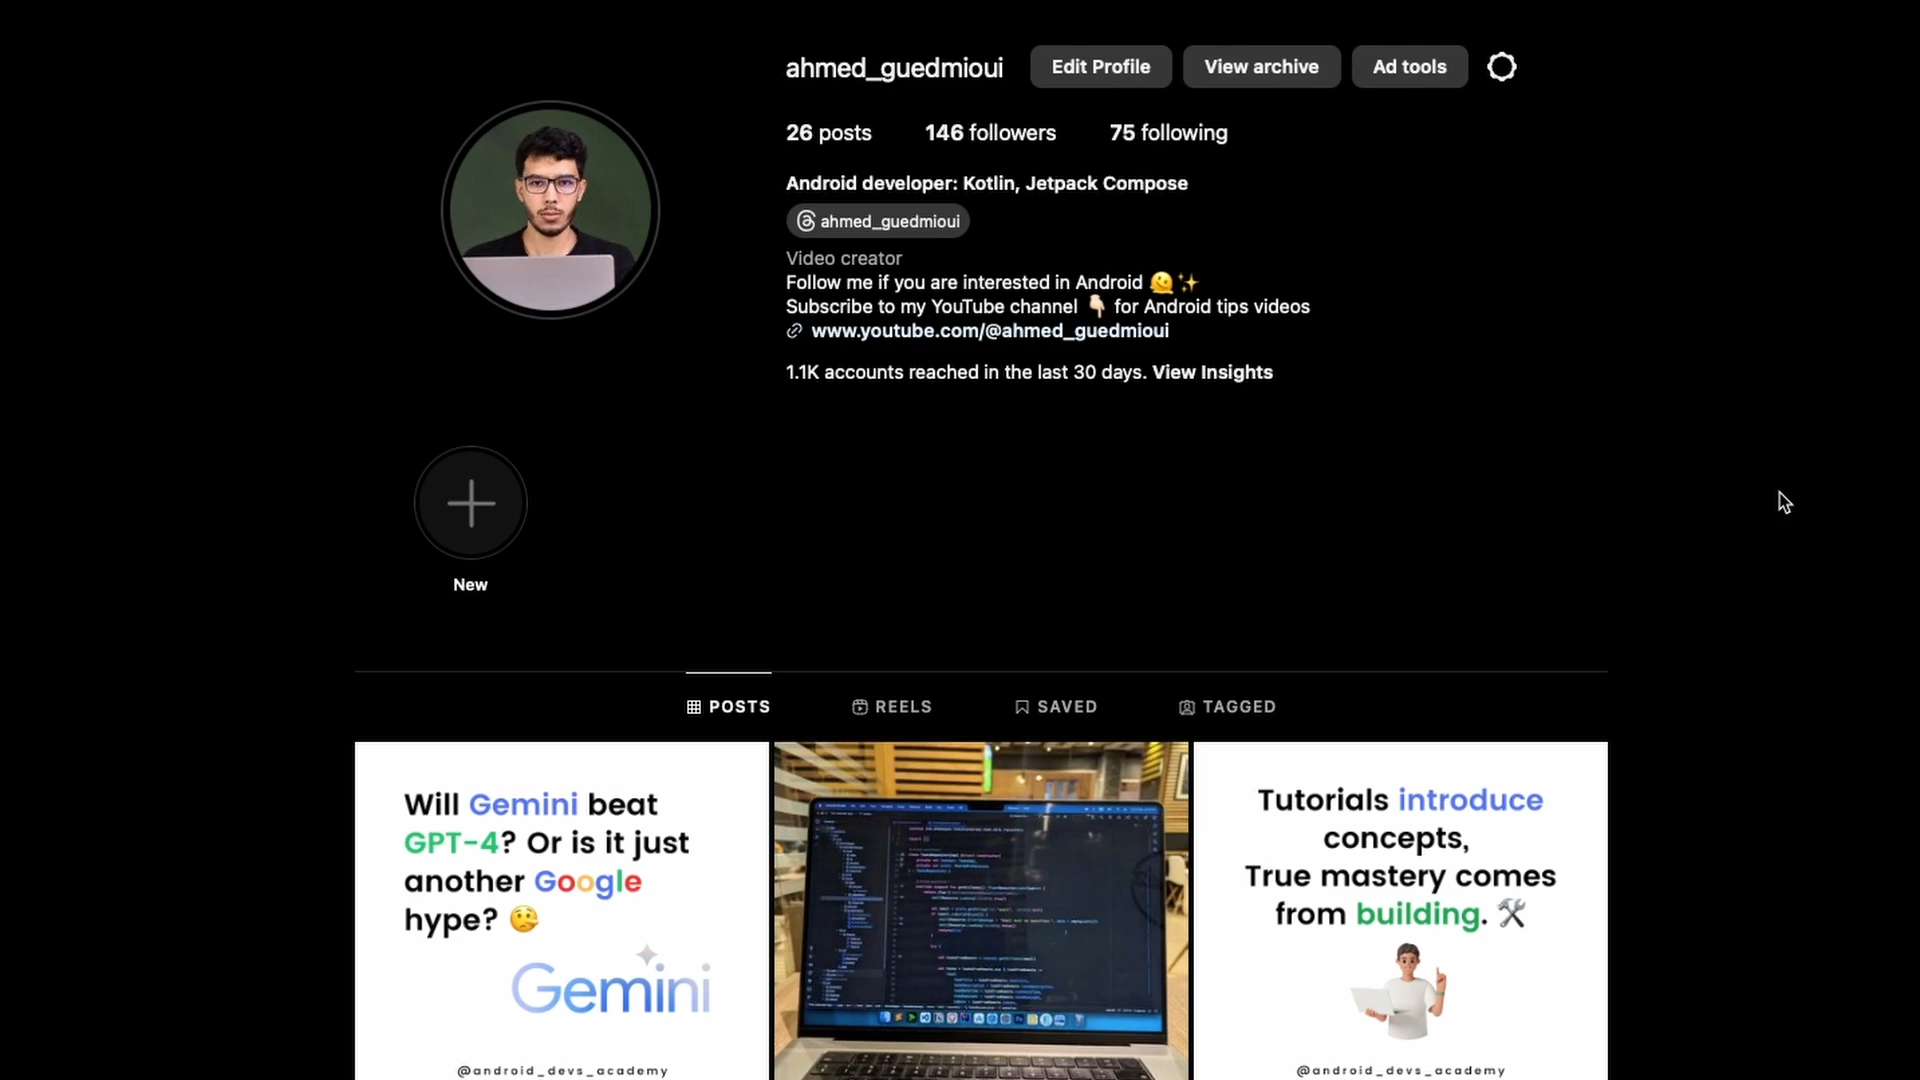 ahmed_guedmioui Edit Profile View archive Ad tools
26 posts 146 followers 75 following
Android developer: Kotlin, Jetpack Compose
ahmed_guedmioui
Video creator
Follow me if you are interested in Android 🫠✨
Subscribe to my YouTube channel 👇🏻 for Android tips videos
www.youtube.com/@ahmed_guedmioui
1.1K accounts reached in the last 30 days. View Insights
New
POSTS REELS SAVED TAGGED
Will Gemini beat
GPT-4? Or is it just
another Google
hype? 🤨
Gemini
@android_devs_academy
Tutorials introduce
concepts,
True mastery comes
from building. 🛠️
@android_devs_academy